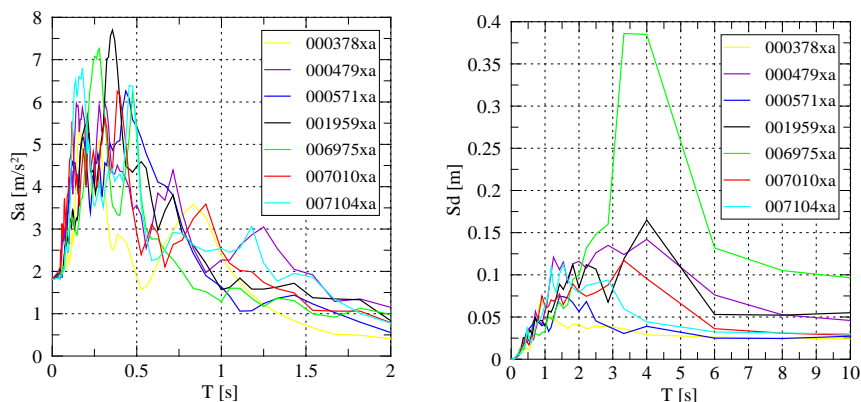 8
7
6
5
4
3
2
1
0
Sa [m/s²]
0
0.5
1
1.5
2
T [s]
000378xa
000479xa
000571xa
001959xa
006975xa
007010xa
007104xa
0.4
0.35
0.3
0.25
0.2
0.15
0.1
0.05
0
Sd [m]
0 1 2 3 4 5 6 7 8 9 10
T [s]
000378xa
000479xa
000571xa
001959xa
006975xa
007010xa
007104xa